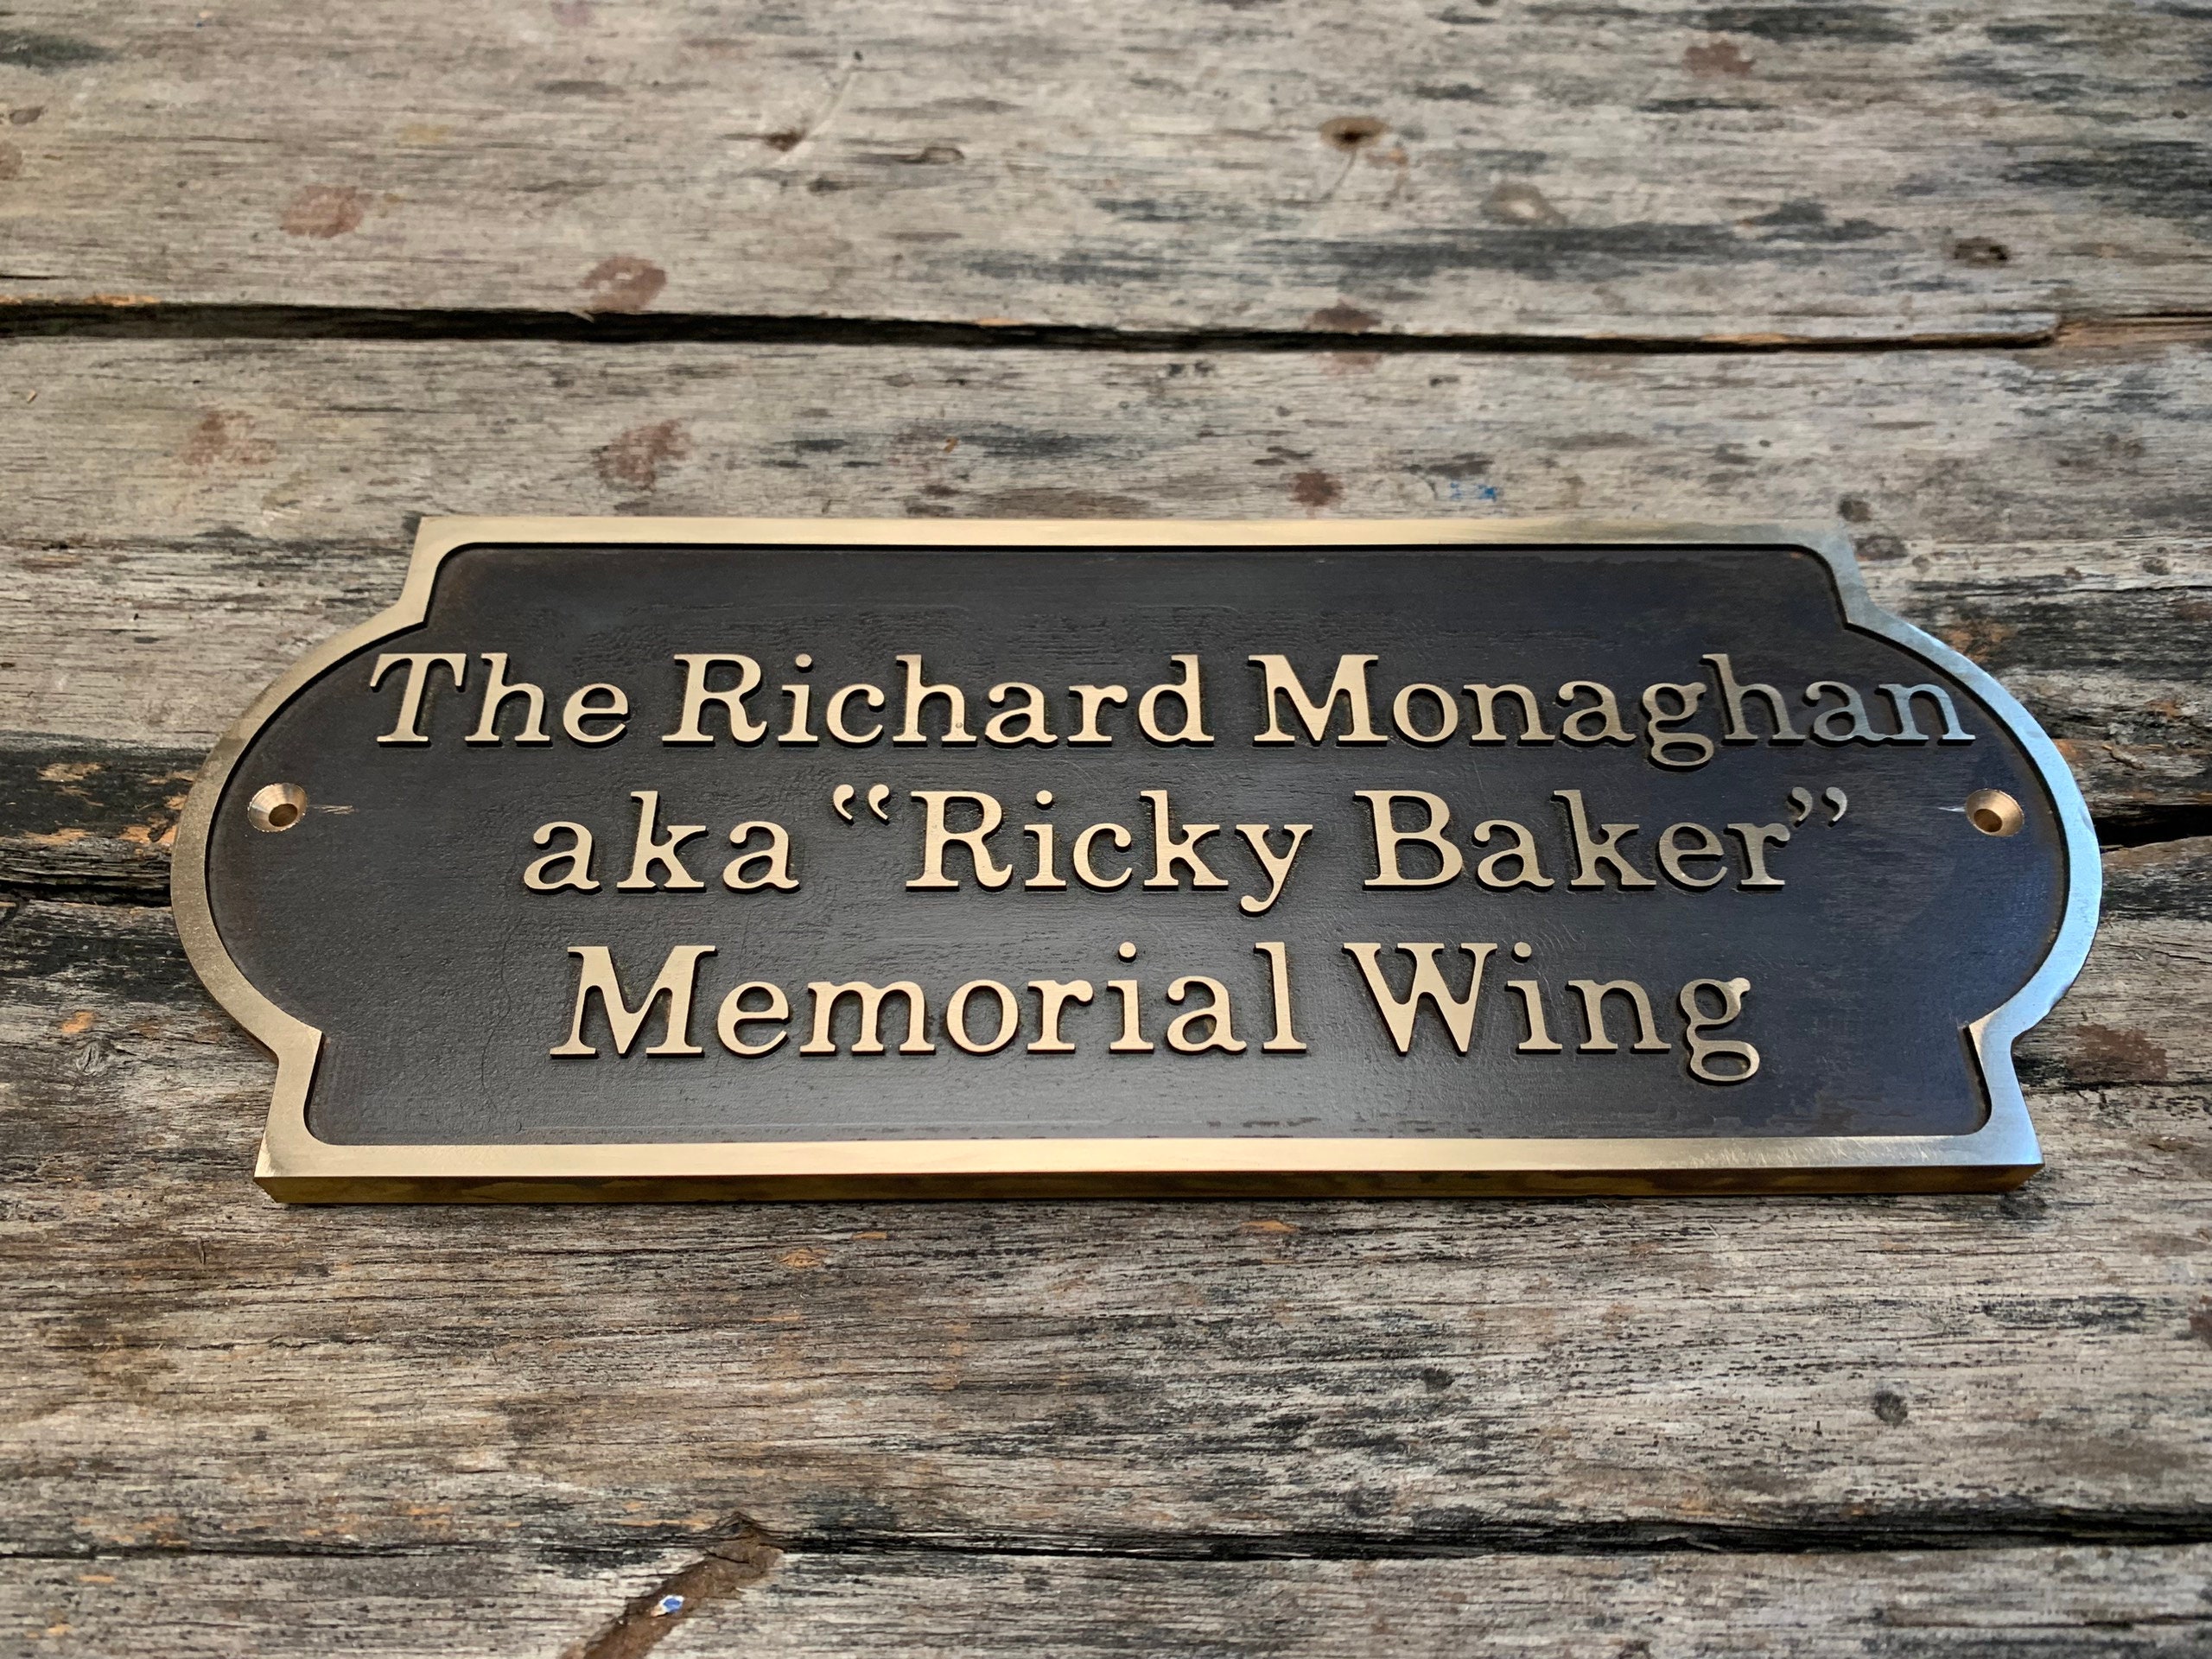 The Richard Monaghan
aka “Ricky Baker”
Memorial Wing